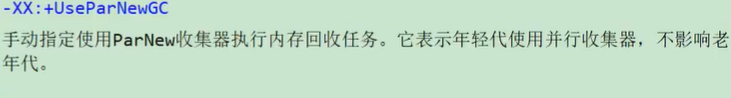 -XX:+UseParNewGC
手动指定使用ParNew收集器执行内存回收任务。它表示年轻代使用并行收集器，不影响老
年代。